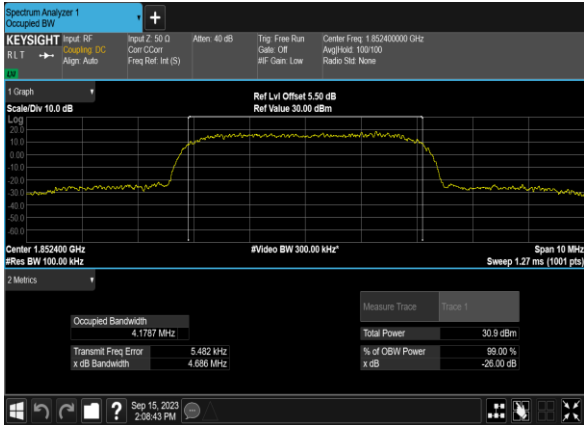 Spectrum Analyzer 1
Occupied BW
+
KEYSIGHT Input: RF Input Z: 50 Ω Atten: 40 dB Trig: Free Run Center Freq: 1.852400000 GHz
RLT Coupling: DC Corr CCorr Gate: Off Avg|Hold: 100/100
Align: Auto Freq Ref: Int (S) #IF Gain: Low Radio Std: None
1 Graph
Ref Lvl Offset 5.50 dB
Scale/Div 10.0 dB Ref Value 30.00 dBm
Log
20.0
10.0
0.00
-10.0
-20.0
-30.0
-40.0
-50.0
-60.0
Center 1.852400 GHz #Video BW 300.00 kHz* Span 10 MHz
#Res BW 100.00 kHz Sweep 1.27 ms (1001 pts)
2 Metrics
Measure Trace Trace 1
Occupied Bandwidth
4.1787 MHz Total Power 30.9 dBm
Transmit Freq Error 5.482 kHz % of OBW Power 99.00 %
x dB Bandwidth 4.686 MHz x dB -26.00 dB
? Sep 15, 2023
2:08:43 PM